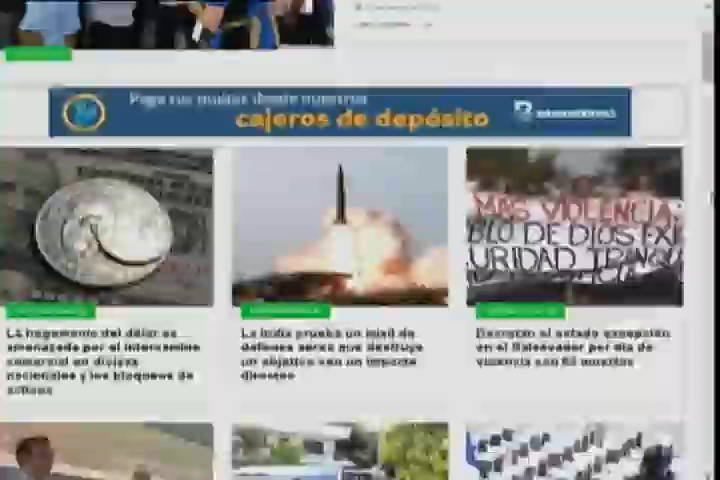 Paga tus multas desde nuestros
cajeros de depósito
MAS VIOLENCIA
BLO DE DIOS EXI
URIDAD TRANQU
La hegemonía del dólar es
amenazada por el intercambio
comercial en divisas
nacionales y los bloqueos de
activos
La India prueba un misil de
defensa aérea que destruye
un objetivo con un impacto
directo
Decretan el estado excepción
en El Salvador por día de
violencia con 62 muertos